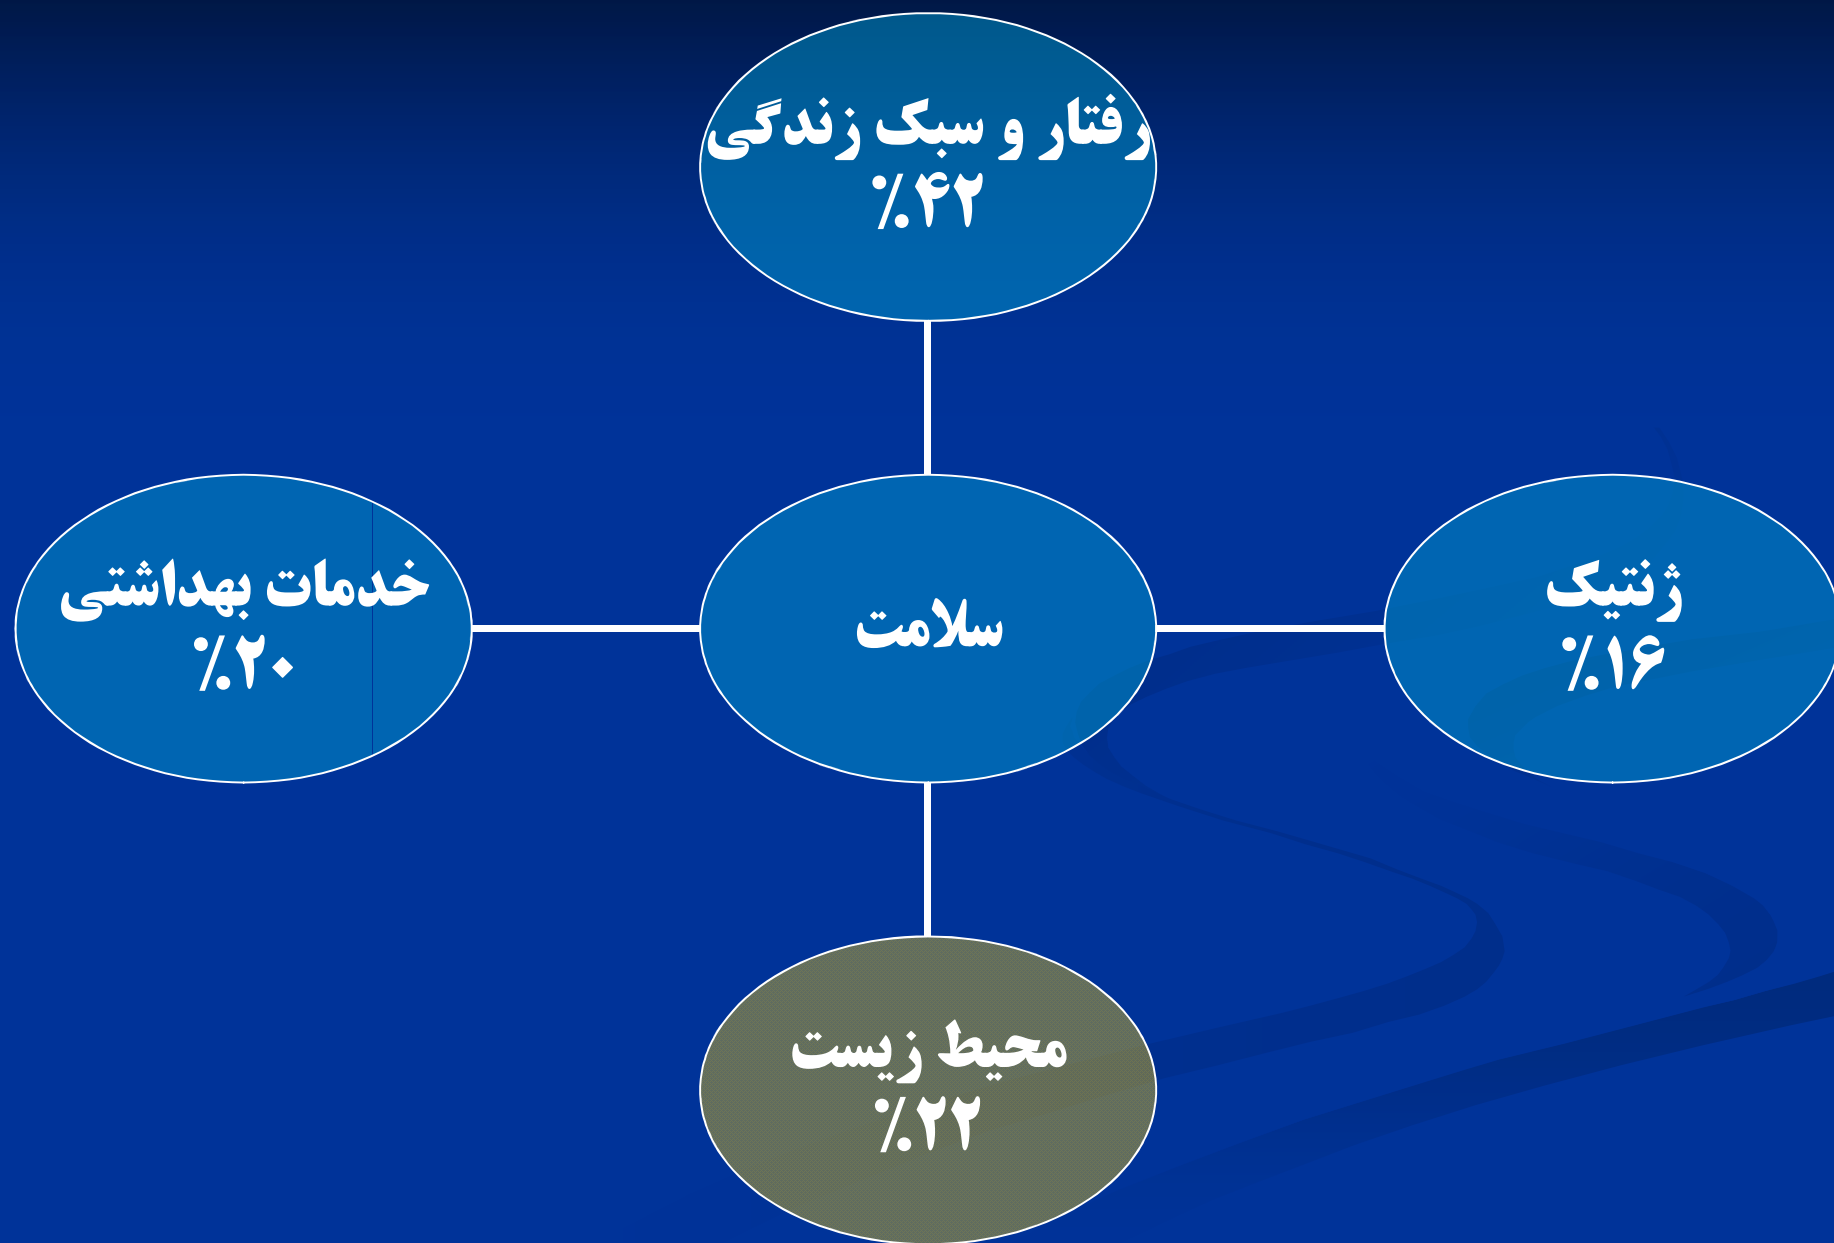 رفتار و سبک زندگی
%۴۲
ژنتیک
%۱۶
سلامت
خدمات بهداشتی
%۲۰
محیط زیست
%۲۲